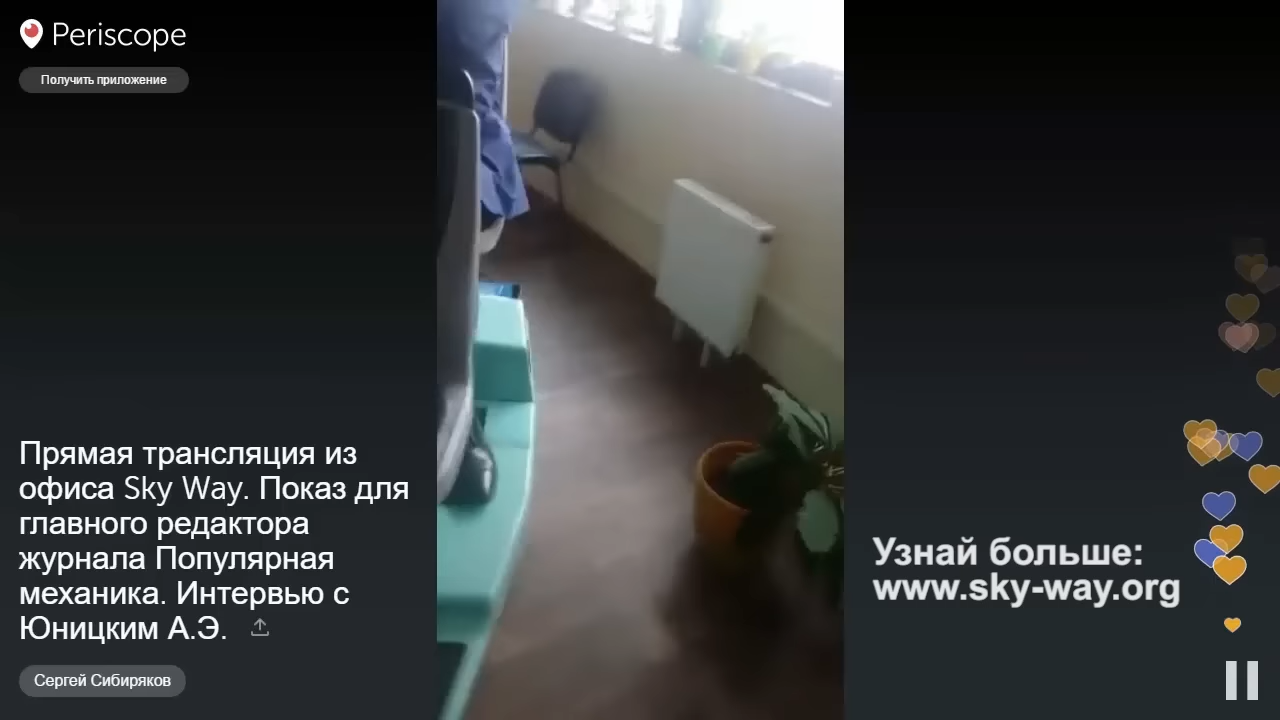 Periscope
Получить приложение
Прямая трансляция из
офиса Sky Way. Показ для
главного редактора
журнала Популярная
механика. Интервью с
Юницким А.Э.
Сергей Сибиряков
Узнай больше:
www.sky-way.org